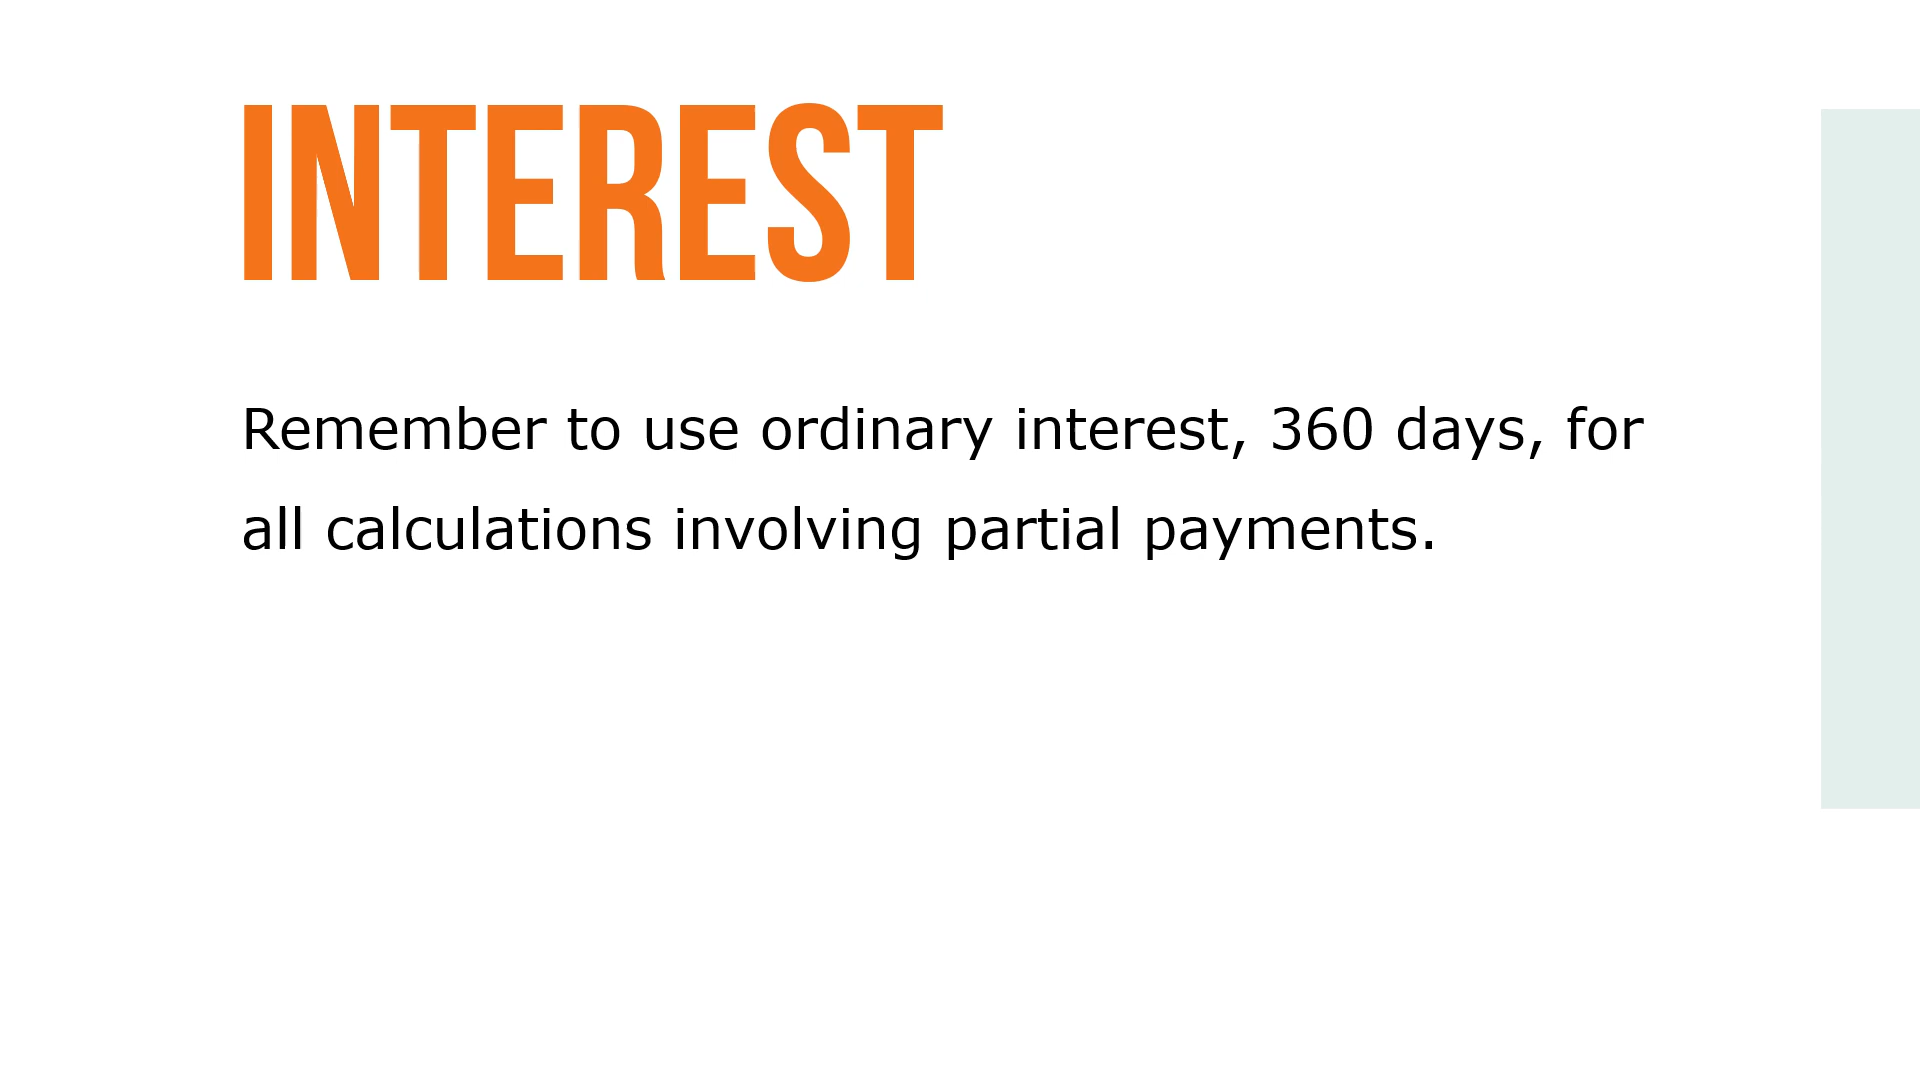 INTEREST
Remember to use ordinary interest, 360 days, for
all calculations involving partial payments.